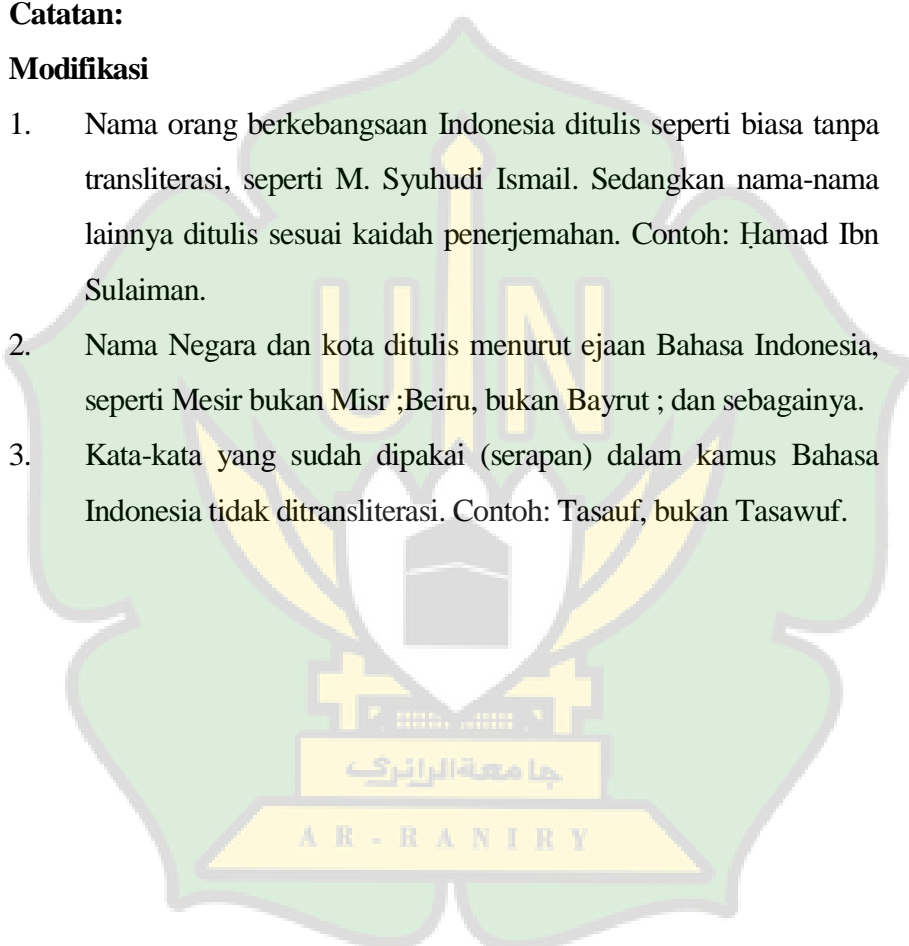 Catatan:
Modifikasi
1. Nama orang berkebangsaan Indonesia ditulis seperti biasa tanpa
transliterasi, seperti M. Syuhudi Ismail. Sedangkan nama-nama
lainnya ditulis sesuai kaidah penerjemahan. Contoh: Ḥamad Ibn
Sulaiman.
2. Nama Negara dan kota ditulis menurut ejaan Bahasa Indonesia,
seperti Mesir bukan Misr ;Beiru, bukan Bayrut ; dan sebagainya.
3. Kata-kata yang sudah dipakai (serapan) dalam kamus Bahasa
Indonesia tidak ditransliterasi. Contoh: Tasauf, bukan Tasawuf.
UIN
جامعة الرانري
AR-RANIRY